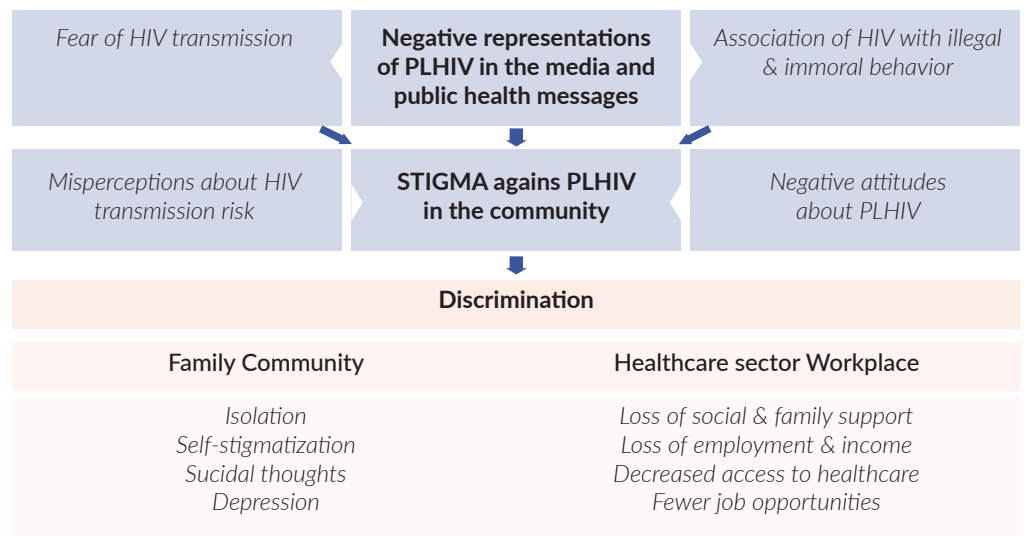 Fear of HIV transmission
Negative representations
of PLHIV in the media and
public health messages
Association of HIV with illegal
& immoral behavior
Misperceptions about HIV
transmission risk
STIGMA agains PLHIV
in the community
Negative attitudes
about PLHIV
Discrimination
Family Community
Healthcare sector Workplace
Isolation
Self-stigmatization
Sucidal thoughts
Depression
Loss of social & family support
Loss of employment & income
Decreased access to healthcare
Fewer job opportunities